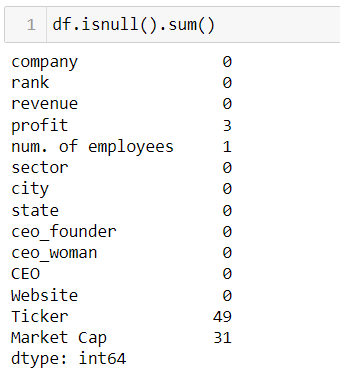 1 df.isnull().sum()
company 0
rank 0
revenue 0
profit 3
num. of employees 1
sector 0
city 0
state 0
ceo_founder 0
ceo_woman 0
CEO 0
Website 0
Ticker 49
Market Cap 31
dtype: int64